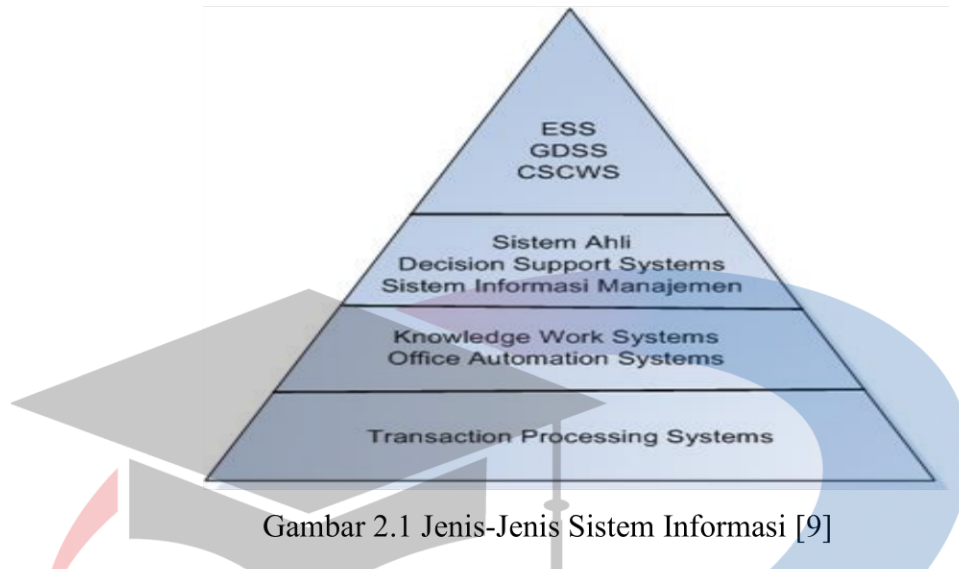 ESS
GDSS
CSCWS
Sistem Ahli
Decision Support Systems
Sistem Informasi Manajemen
Knowledge Work Systems
Office Automation Systems
Transaction Processing Systems
Gambar 2.1 Jenis-Jenis Sistem Informasi [9]